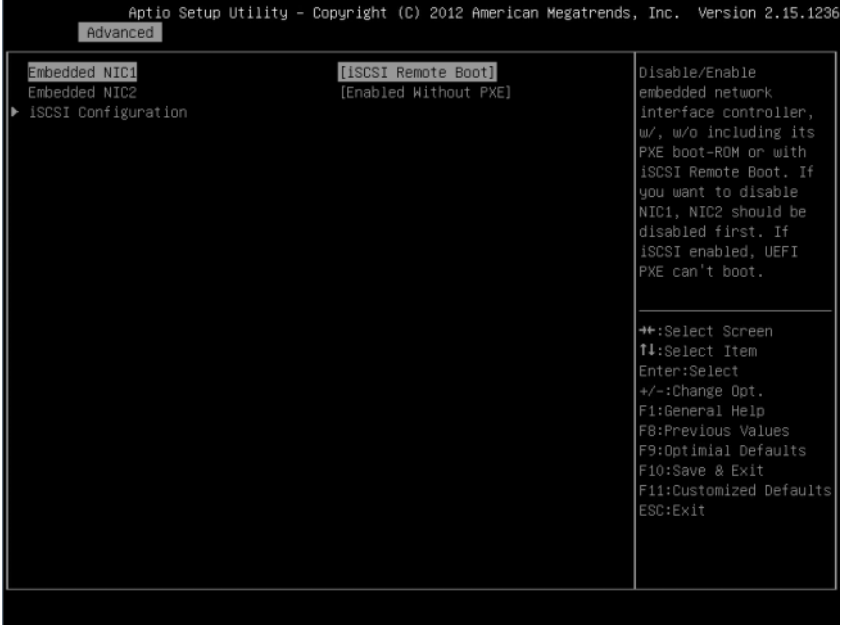 Aptio Setup Utility – Copyright (C) 2012 American Megatrends, Inc. Version 2.15.1236
Advanced
Embedded NIC1 [iSCSI Remote Boot]
Embedded NIC2 [Enabled Without PXE]
▶ iSCSI Configuration
Disable/Enable
embedded network
interface controller,
w/, w/o including its
PXE boot-ROM or with
iSCSI Remote Boot. If
you want to disable
NIC1, NIC2 should be
disabled first. If
iSCSI enabled, UEFI
PXE can't boot.
→←:Select Screen
↑↓:Select Item
Enter:Select
+/-:Change Opt.
F1:General Help
F8:Previous Values
F9:Optimial Defaults
F10:Save & Exit
F11:Customized Defaults
ESC:Exit